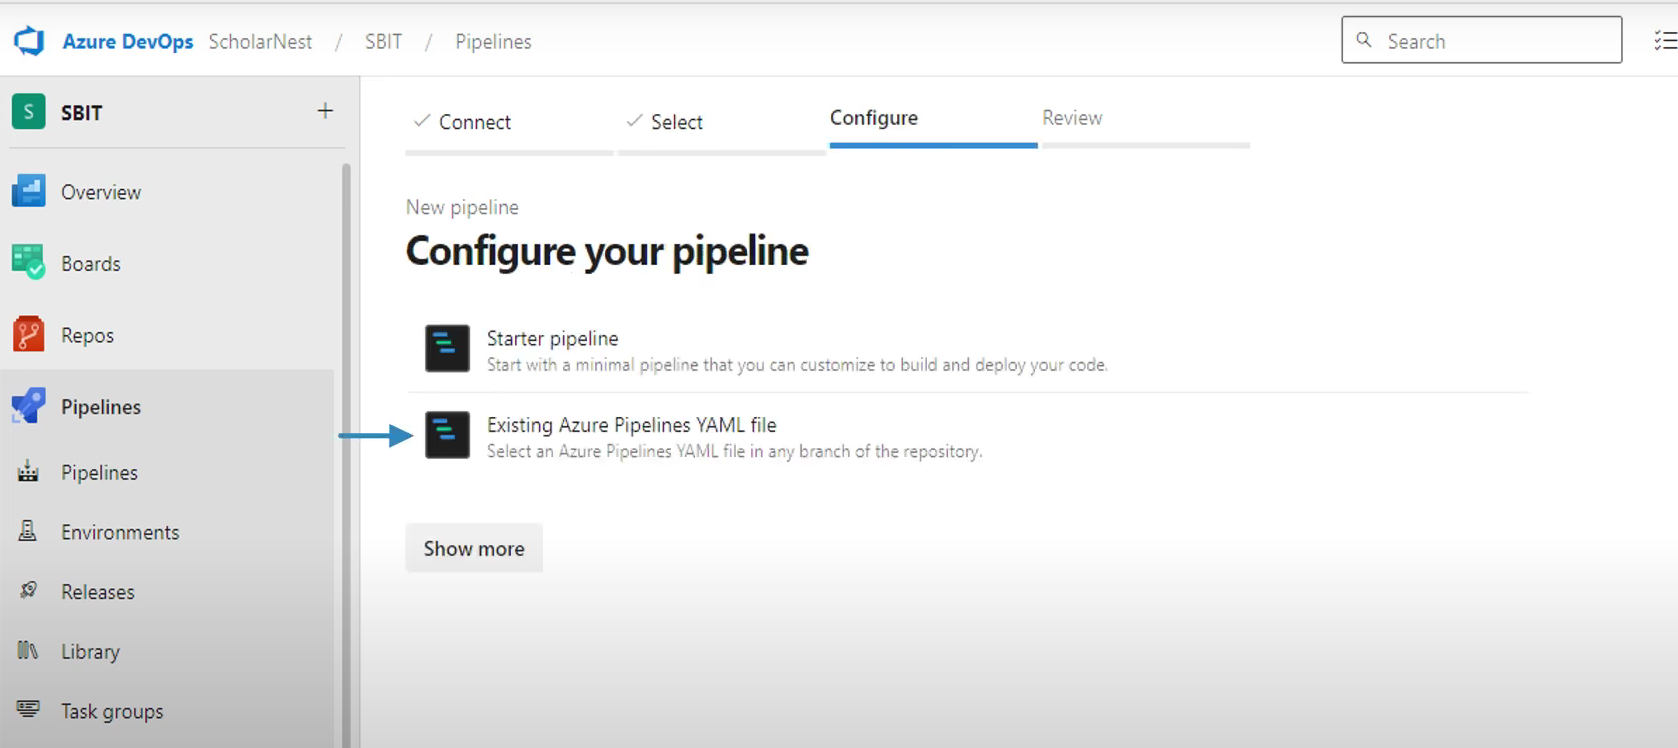 Azure DevOps ScholarNest / SBIT / Pipelines
Search
S SBIT +
Overview
Boards
Repos
Pipelines
Pipelines
Environments
Releases
Library
Task groups
Connect
Select
Configure
Review
New pipeline
Configure your pipeline
Starter pipeline
Start with a minimal pipeline that you can customize to build and deploy your code.
Existing Azure Pipelines YAML file
Select an Azure Pipelines YAML file in any branch of the repository.
Show more